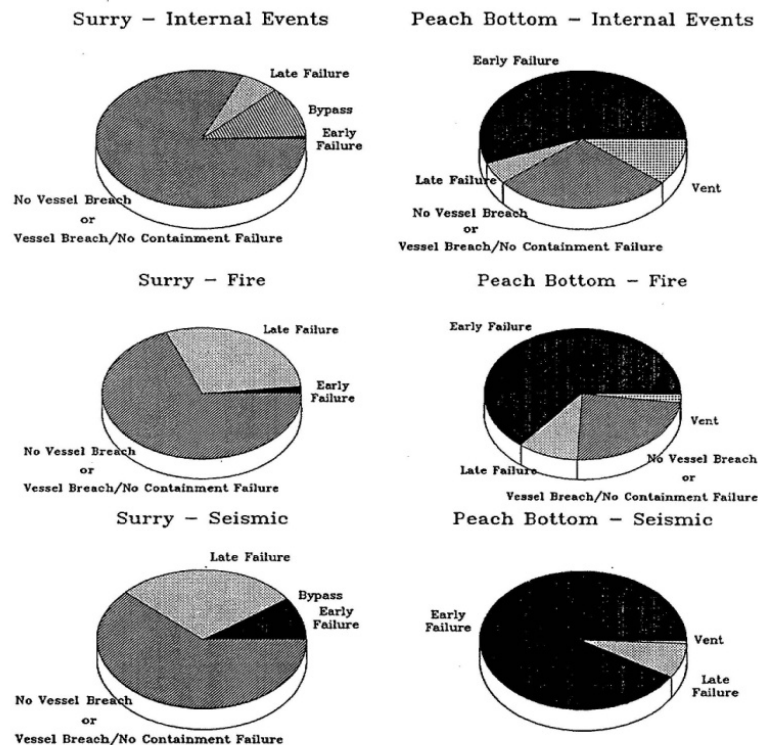 Surry – Internal Events
Late Failure
Bypass
Early
Failure
No Vessel Breach
or
Vessel Breach/No Containment Failure
Peach Bottom – Internal Events
Early Failure
Late Failure
Vent
No Vessel Breach
or
Vessel Breach/No Containment Failure
Surry – Fire
Late Failure
Early
Failure
No Vessel Breach
or
Vessel Breach/No Containment Failure
Peach Bottom – Fire
Early Failure
Vent
Late Failure
No Vessel Breach
or
Vessel Breach/No Containment Failure
Surry – Seismic
Late Failure
Bypass
Early
Failure
No Vessel Breach
or
Vessel Breach/No Containment Failure
Peach Bottom – Seismic
Early
Failure
Vent
Late
Failure